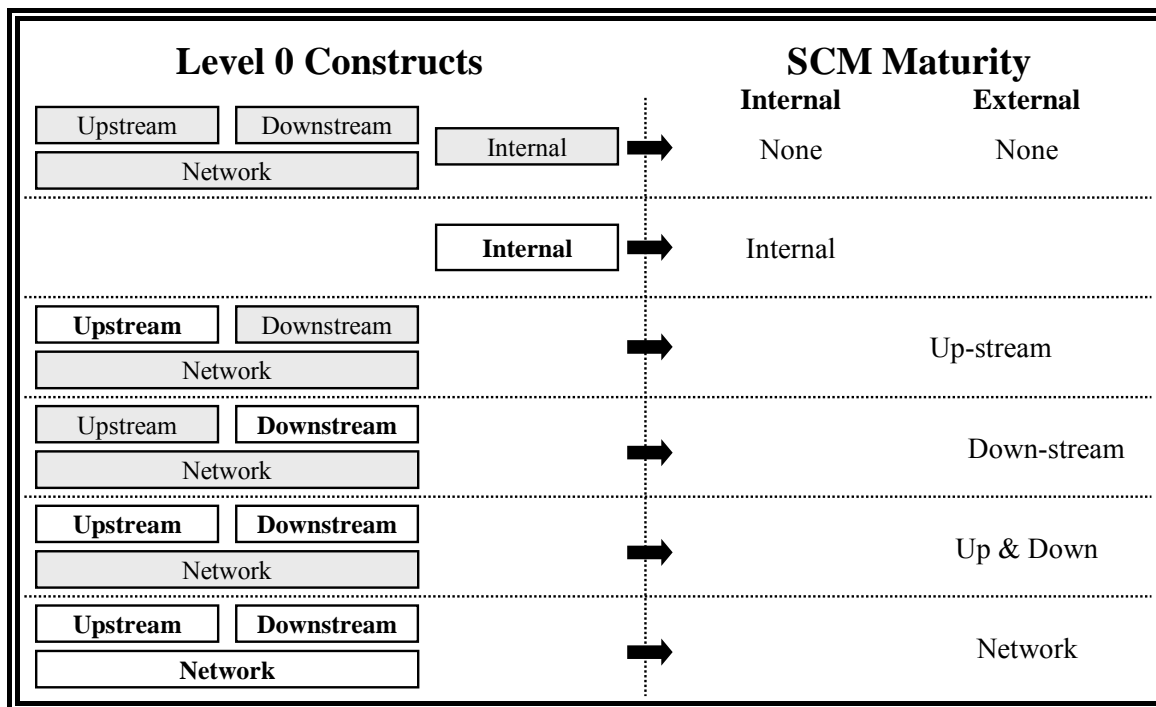 Level 0 Constructs
SCM Maturity
Internal External
Upstream Downstream
Internal
None None
Network
Internal
Internal
Upstream Downstream
Up-stream
Network
Upstream Downstream
Down-stream
Network
Upstream Downstream
Up & Down
Network
Upstream Downstream
Network
Network